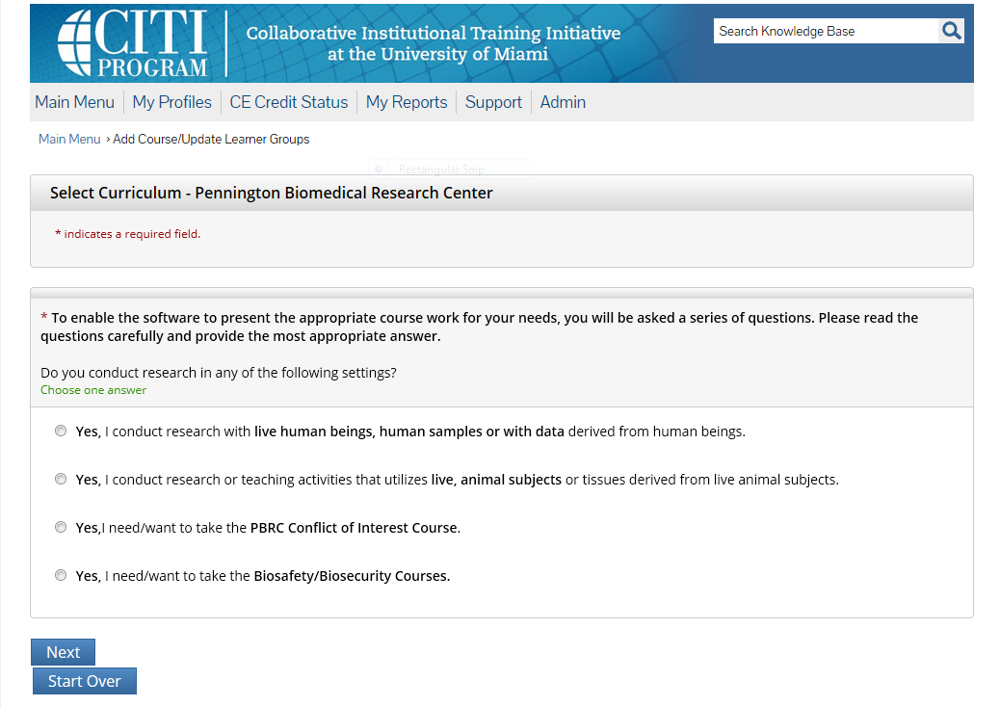 CITI PROGRAM
Collaborative Institutional Training Initiative
at the University of Miami
Search Knowledge Base
Main Menu My Profiles CE Credit Status My Reports Support Admin
Main Menu › Add Course/Update Learner Groups
Rectangular Snip
Select Curriculum - Pennington Biomedical Research Center
* indicates a required field.
* To enable the software to present the appropriate course work for your needs, you will be asked a series of questions. Please read the
questions carefully and provide the most appropriate answer.
Do you conduct research in any of the following settings?
Choose one answer
Yes, I conduct research with live human beings, human samples or with data derived from human beings.
Yes, I conduct research or teaching activities that utilizes live, animal subjects or tissues derived from live animal subjects.
Yes,I need/want to take the PBRC Conflict of Interest Course.
Yes, I need/want to take the Biosafety/Biosecurity Courses.
Next
Start Over